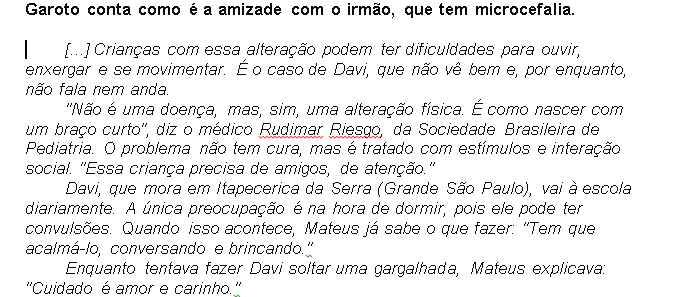 Garoto conta como é a amizade com o irmão, que tem microcefalia.
[...] Crianças com essa alteração podem ter dificuldades para ouvir,
enxergar e se movimentar. É o caso de Davi, que não vê bem e, por enquanto,
não fala nem anda.
"Não é uma doença, mas, sim, uma alteração física. É como nascer com
um braço curto", diz o médico Rudimar Riesgo, da Sociedade Brasileira de
Pediatria. O problema não tem cura, mas é tratado com estímulos e interação
social. "Essa criança precisa de amigos, de atenção."
Davi, que mora em Itapecerica da Serra (Grande São Paulo), vai à escola
diariamente. A única preocupação é na hora de dormir, pois ele pode ter
convulsões. Quando isso acontece, Mateus já sabe o que fazer: "Tem que
acalmá-lo, conversando e brincando."
Enquanto tentava fazer Davi soltar uma gargalhada, Mateus explicava:
"Cuidado é amor e carinho."